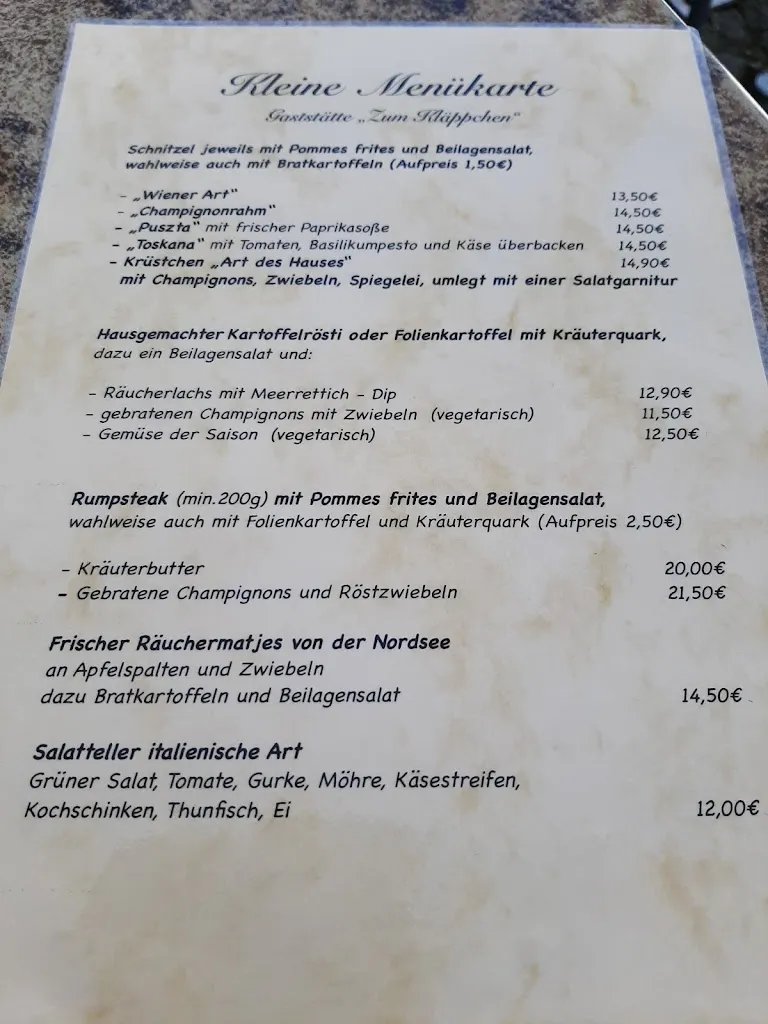 Kleine Menükarte
Gaststätte „Zum Kläppchen“
Schnitzel jeweils mit Pommes frites und Beilagensalat,
wahlweise auch mit Bratkartoffeln (Aufpreis 1,50€)
- „Wiener Art“ 13,50€
- „Champignonrahm“ 14,50€
- „Puszta“ mit frischer Paprikasoße 14,50€
- „Toskana“ mit Tomaten, Basilikumpesto und Käse überbacken 14,50€
- Krüstchen „Art des Hauses“ 14,90€
mit Champignons, Zwiebeln, Spiegelei, umlegt mit einer Salatgarnitur
Hausgemachter Kartoffelrösti oder Folienkartoffel mit Kräuterquark,
dazu ein Beilagensalat und:
- Räucherlachs mit Meerrettich - Dip 12,90€
- gebratenen Champignons mit Zwiebeln (vegetarisch) 11,50€
- Gemüse der Saison (vegetarisch) 12,50€
Rumpsteak (min.200g) mit Pommes frites und Beilagensalat,
wahlweise auch mit Folienkartoffel und Kräuterquark (Aufpreis 2,50€)
- Kräuterbutter 20,00€
- Gebratene Champignons und Röstzwiebeln 21,50€
Frischer Räuchermatjes von der Nordsee
an Apfelspalten und Zwiebeln
dazu Bratkartoffeln und Beilagensalat 14,50€
Salatteller italienische Art
Grüner Salat, Tomate, Gurke, Möhre, Käsestreifen,
Kochschinken, Thunfisch, Ei 12,00€